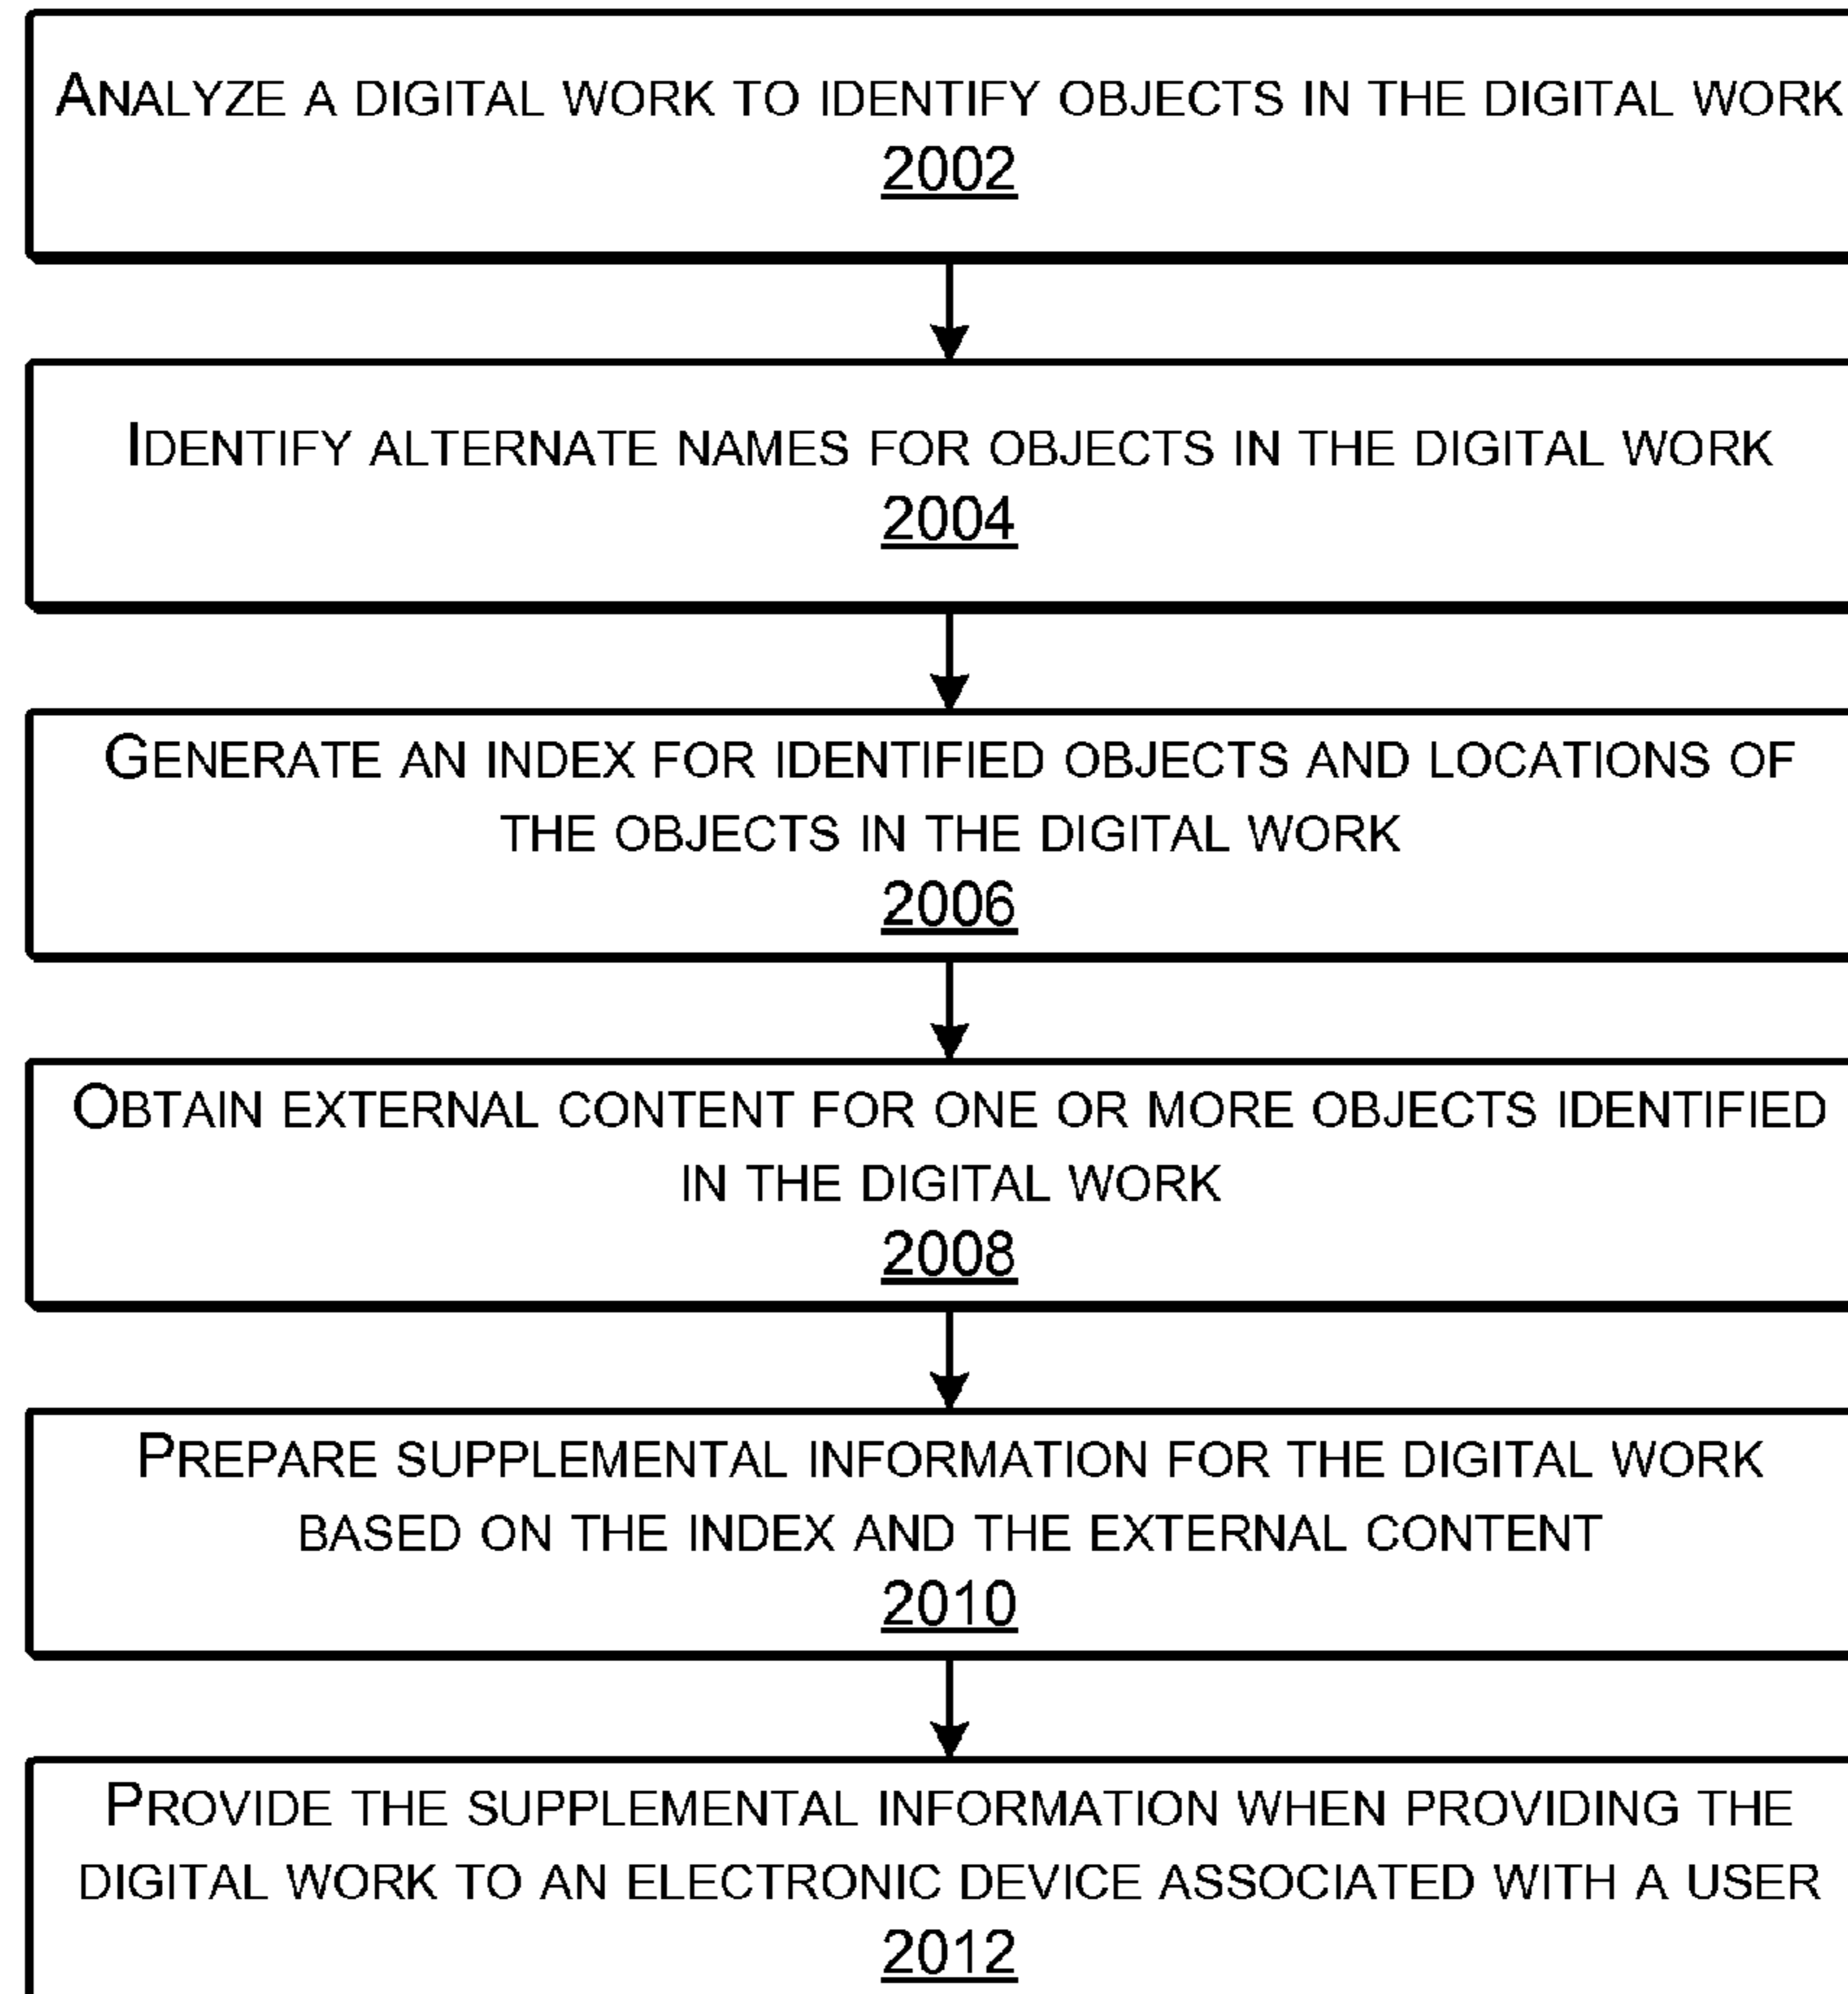 ANALYZE A DIGITAL WORK TO IDENTIFY OBJECTS IN THE DIGITAL WORK
2002
IDENTIFY ALTERNATE NAMES FOR OBJECTS IN THE DIGITAL WORK
2004
GENERATE AN INDEX FOR IDENTIFIED OBJECTS AND LOCATIONS OF
THE OBJECTS IN THE DIGITAL WORK
2006
OBTAIN EXTERNAL CONTENT FOR ONE OR MORE OBJECTS IDENTIFIED
IN THE DIGITAL WORK
2008
PREPARE SUPPLEMENTAL INFORMATION FOR THE DIGITAL WORK
BASED ON THE INDEX AND THE EXTERNAL CONTENT
2010
PROVIDE THE SUPPLEMENTAL INFORMATION WHEN PROVIDING THE
DIGITAL WORK TO AN ELECTRONIC DEVICE ASSOCIATED WITH A USER
2012